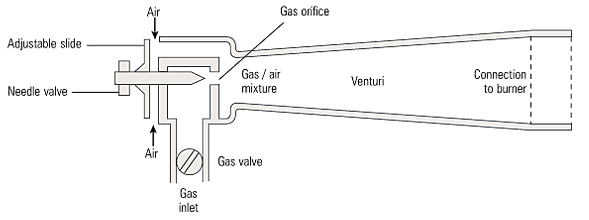 Air
Gas orifice
Adjustable slide
Needle valve
Gas / air
mixture
Venturi
Connection
to burner
Air
Gas valve
Gas
inlet